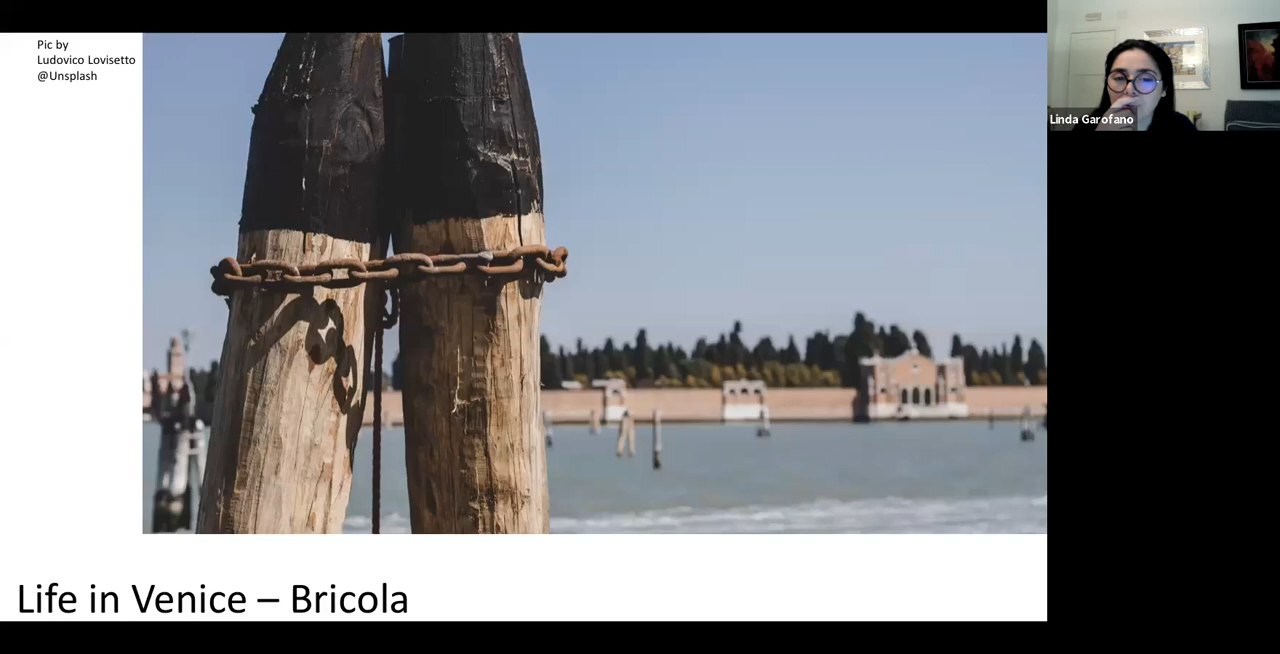 Pic by
Ludovico Lovisetto
@Unsplash
Linda Garofano
Life in Venice – Bricola